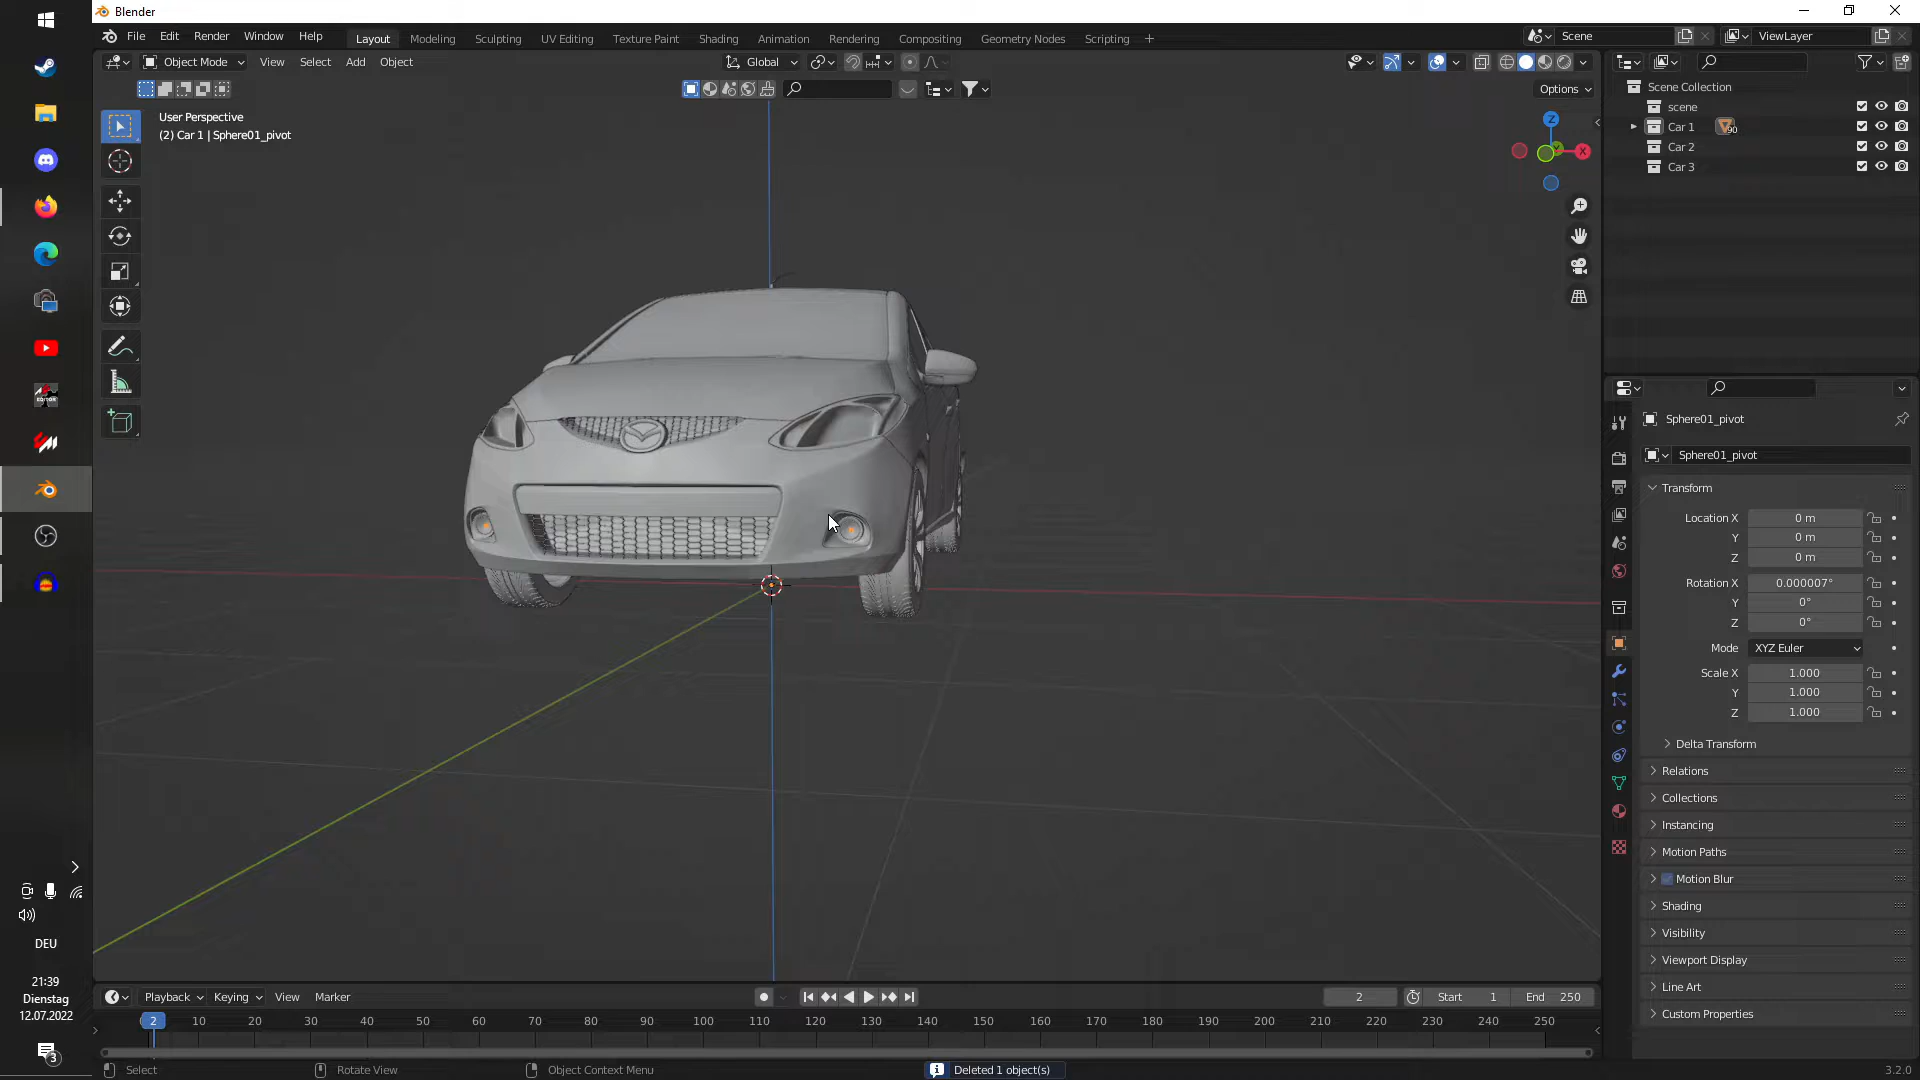 Blender
File Edit Render Window Help
Layout Modeling Sculpting UV Editing Texture Paint Shading Animation Rendering Compositing Geometry Nodes Scripting
Scene
ViewLayer
Object Mode View Select Add Object
Global
Options
User Perspective
(2) Car 1 | Sphere01_pivot
Z
Y
X
Scene Collection
scene
Car 1
90
Car 2
Car 3
Sphere01_pivot
Sphere01_pivot
Transform
Location X 0 m
Y 0 m
Z 0 m
Rotation X 0.000007°
Y 0°
Z 0°
Mode XYZ Euler
Scale X 1.000
Y 1.000
Z 1.000
Delta Transform
Relations
Collections
Instancing
Motion Paths
Motion Blur
Shading
Visibility
Viewport Display
Line Art
Custom Properties
EDITOR
DEU
21:39
Dienstag
12.07.2022
3
Playback Keying View Marker
2
Start 1
End 250
2 10 20 30 40 50 60 70 80 90 100 110 120 130 140 150 160 170 180 190 200 210 220 230 240 250
Select
Rotate View
Object Context Menu
Deleted 1 object(s)
3.2.0